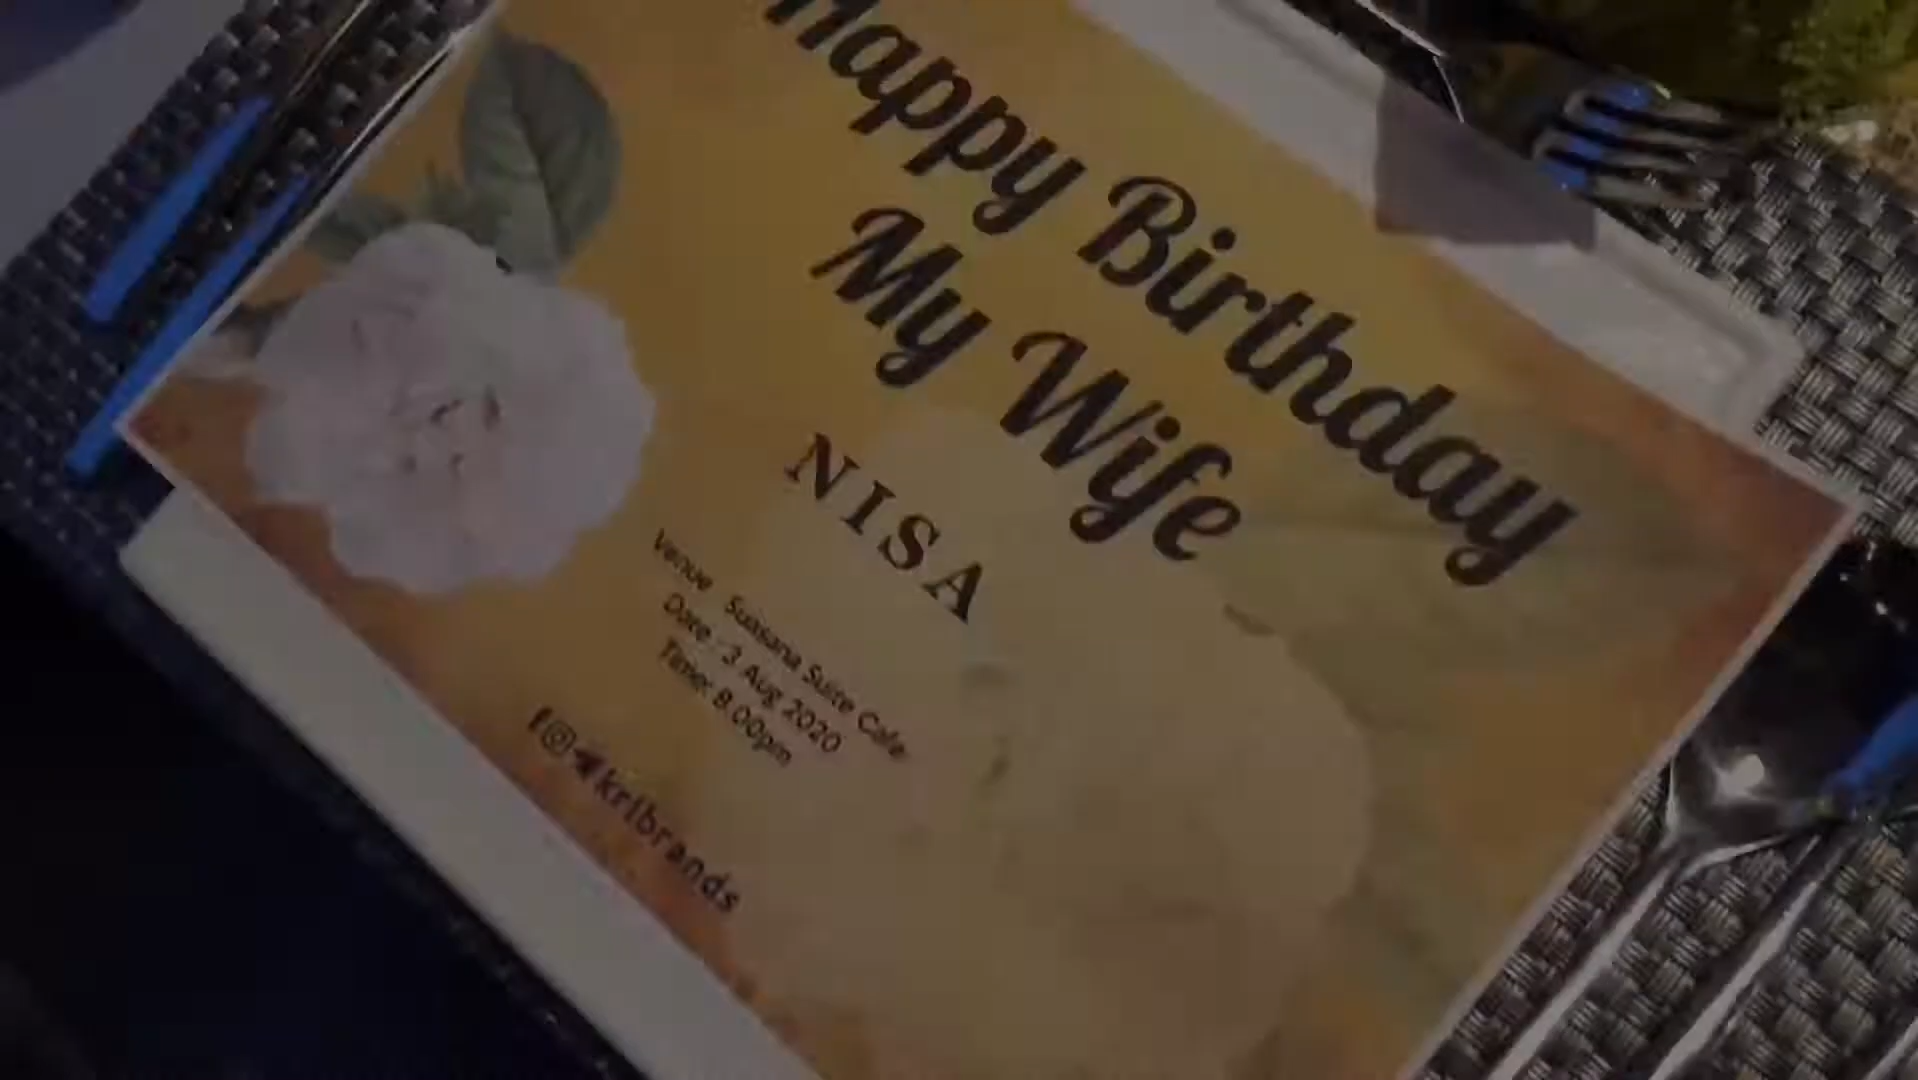 Happy Birthday
My Wife
NISA
Venue Suasana Suite Cafe
Date - 3 Aug 2020
Time: 8.00pm
krlbrands